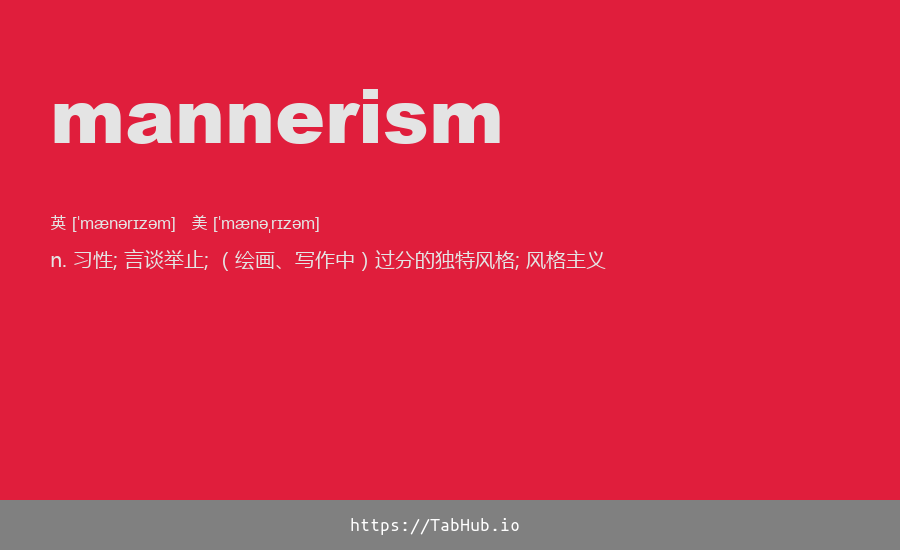 mannerism
英 [ˈmænərɪzəm] 美 [ˈmænəˌrɪzəm]
n. 习性; 言谈举止; （绘画、写作中）过分的独特风格; 风格主义
https://TabHub.io